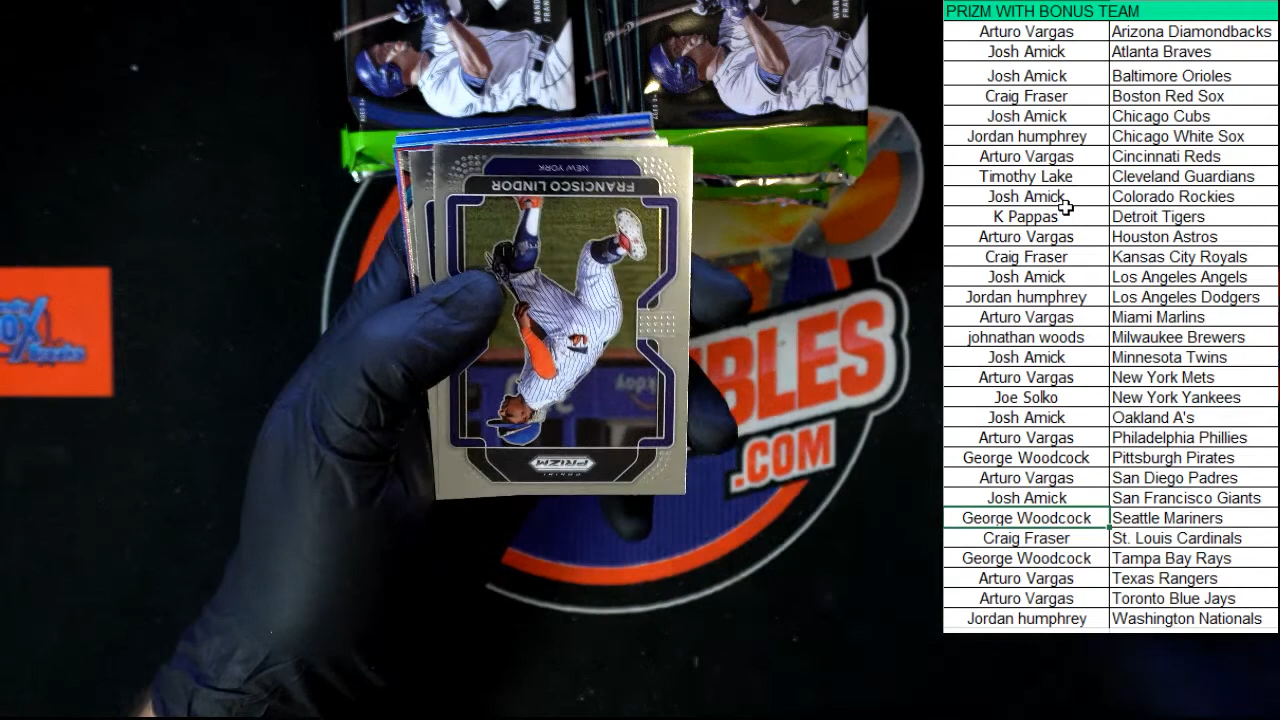 PRIZM WITH BONUS TEAM
Arturo Vargas Arizona Diamondbacks
Josh Amick Atlanta Braves
Josh Amick Baltimore Orioles
Craig Fraser Boston Red Sox
Josh Amick Chicago Cubs
Jordan humphrey Chicago White Sox
Arturo Vargas Cincinnati Reds
Timothy Lake Cleveland Guardians
Josh Amick Colorado Rockies
K Pappas Detroit Tigers
Arturo Vargas Houston Astros
Craig Fraser Kansas City Royals
Josh Amick Los Angeles Angels
Jordan humphrey Los Angeles Dodgers
Arturo Vargas Miami Marlins
johnathan woods Milwaukee Brewers
Josh Amick Minnesota Twins
Arturo Vargas New York Mets
Joe Solko New York Yankees
Josh Amick Oakland A's
Arturo Vargas Philadelphia Phillies
George Woodcock Pittsburgh Pirates
Arturo Vargas San Diego Padres
Josh Amick San Francisco Giants
George Woodcock Seattle Mariners
Craig Fraser St. Louis Cardinals
George Woodcock Tampa Bay Rays
Arturo Vargas Texas Rangers
Arturo Vargas Toronto Blue Jays
Jordan humphrey Washington Nationals
NEW YORK
FRANCISCO LINDOR
PANINI
PRIZM
BLES
.COM
Breaks